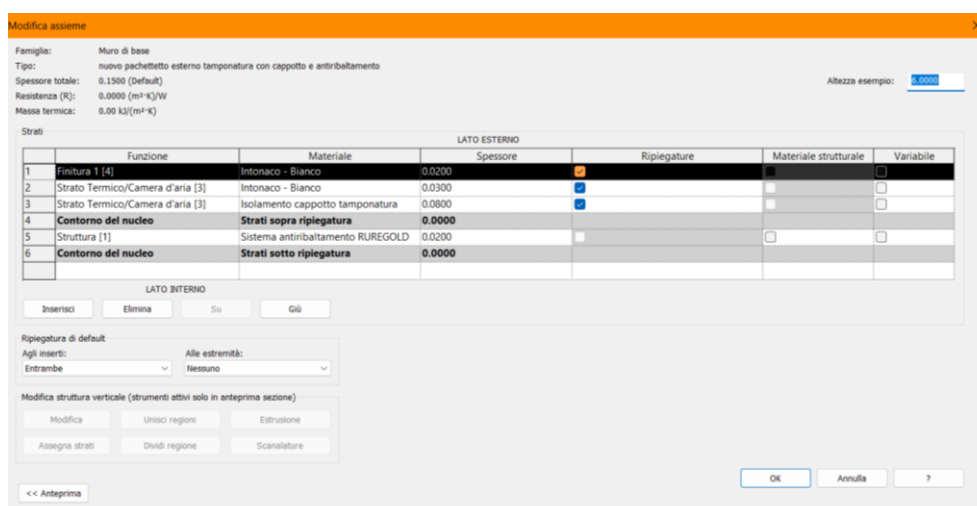 Modifica assieme
Famiglia: Muro di base
Tipo: nuovo pachettetto esterno tamponatura con cappotto e antiribaltamento
Spessore totale: 0.1500 (Default)
Altezza esempio: 6.0000
Resistenza (R): 0.0000 (m²·K)/W
Massa termica: 0.00 kJ/(m²·K)
Strati
LATO ESTERNO
Funzione Materiale Spessore Ripiegature Materiale strutturale Variabile
1 Finitura 1 [4] Intonaco - Bianco 0.0200
2 Strato Termico/Camera d'aria [3] Intonaco - Bianco 0.0300
3 Strato Termico/Camera d'aria [3] Isolamento cappotto tamponatura 0.0800
4 Contorno del nucleo Strati sopra ripiegatura 0.0000
5 Struttura [1] Sistema antiribaltamento RUREGOLD 0.0200
6 Contorno del nucleo Strati sotto ripiegatura 0.0000
LATO INTERNO
Inserisci Elimina Su Giù
Ripiegatura di default
Agli inserti: Alle estremità:
Entrambe Nessuno
Modifica struttura verticale (strumenti attivi solo in anteprima sezione)
Modifica Unisci regioni Estrusione
Assegna strati Dividi regione Scanalature
OK Annulla ?
<< Anteprima